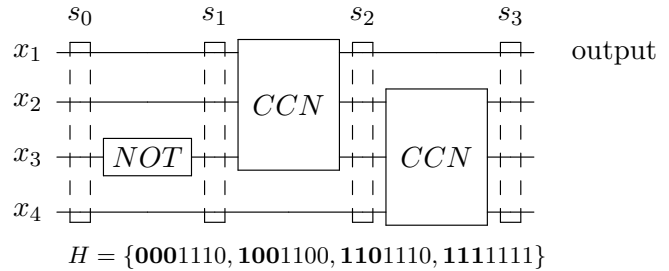 s₀ s₁ s₂ s₃
x₁ output
x₂ CCN
x₃ NOT CCN
x₄
H = {𝟎𝟎𝟎1110, 𝟏𝟎𝟎1100, 𝟏𝟏𝟎1110, 𝟏𝟏𝟏1111}